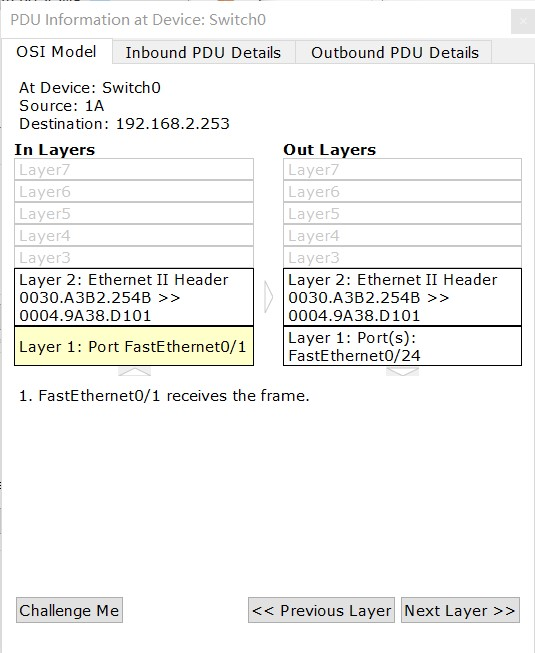 PDU Information at Device: Switch0
OSI Model
Inbound PDU Details
Outbound PDU Details
At Device: Switch0
Source: 1A
Destination: 192.168.2.253
In Layers
Layer7
Layer6
Layer5
Layer4
Layer3
Layer 2: Ethernet II Header
0030.A3B2.254B >>
0004.9A38.D101
Layer 1: Port FastEthernet0/1
Out Layers
Layer7
Layer6
Layer5
Layer4
Layer3
Layer 2: Ethernet II Header
0030.A3B2.254B >>
0004.9A38.D101
Layer 1: Port(s):
FastEthernet0/24
1. FastEthernet0/1 receives the frame.
Challenge Me
<< Previous Layer
Next Layer >>